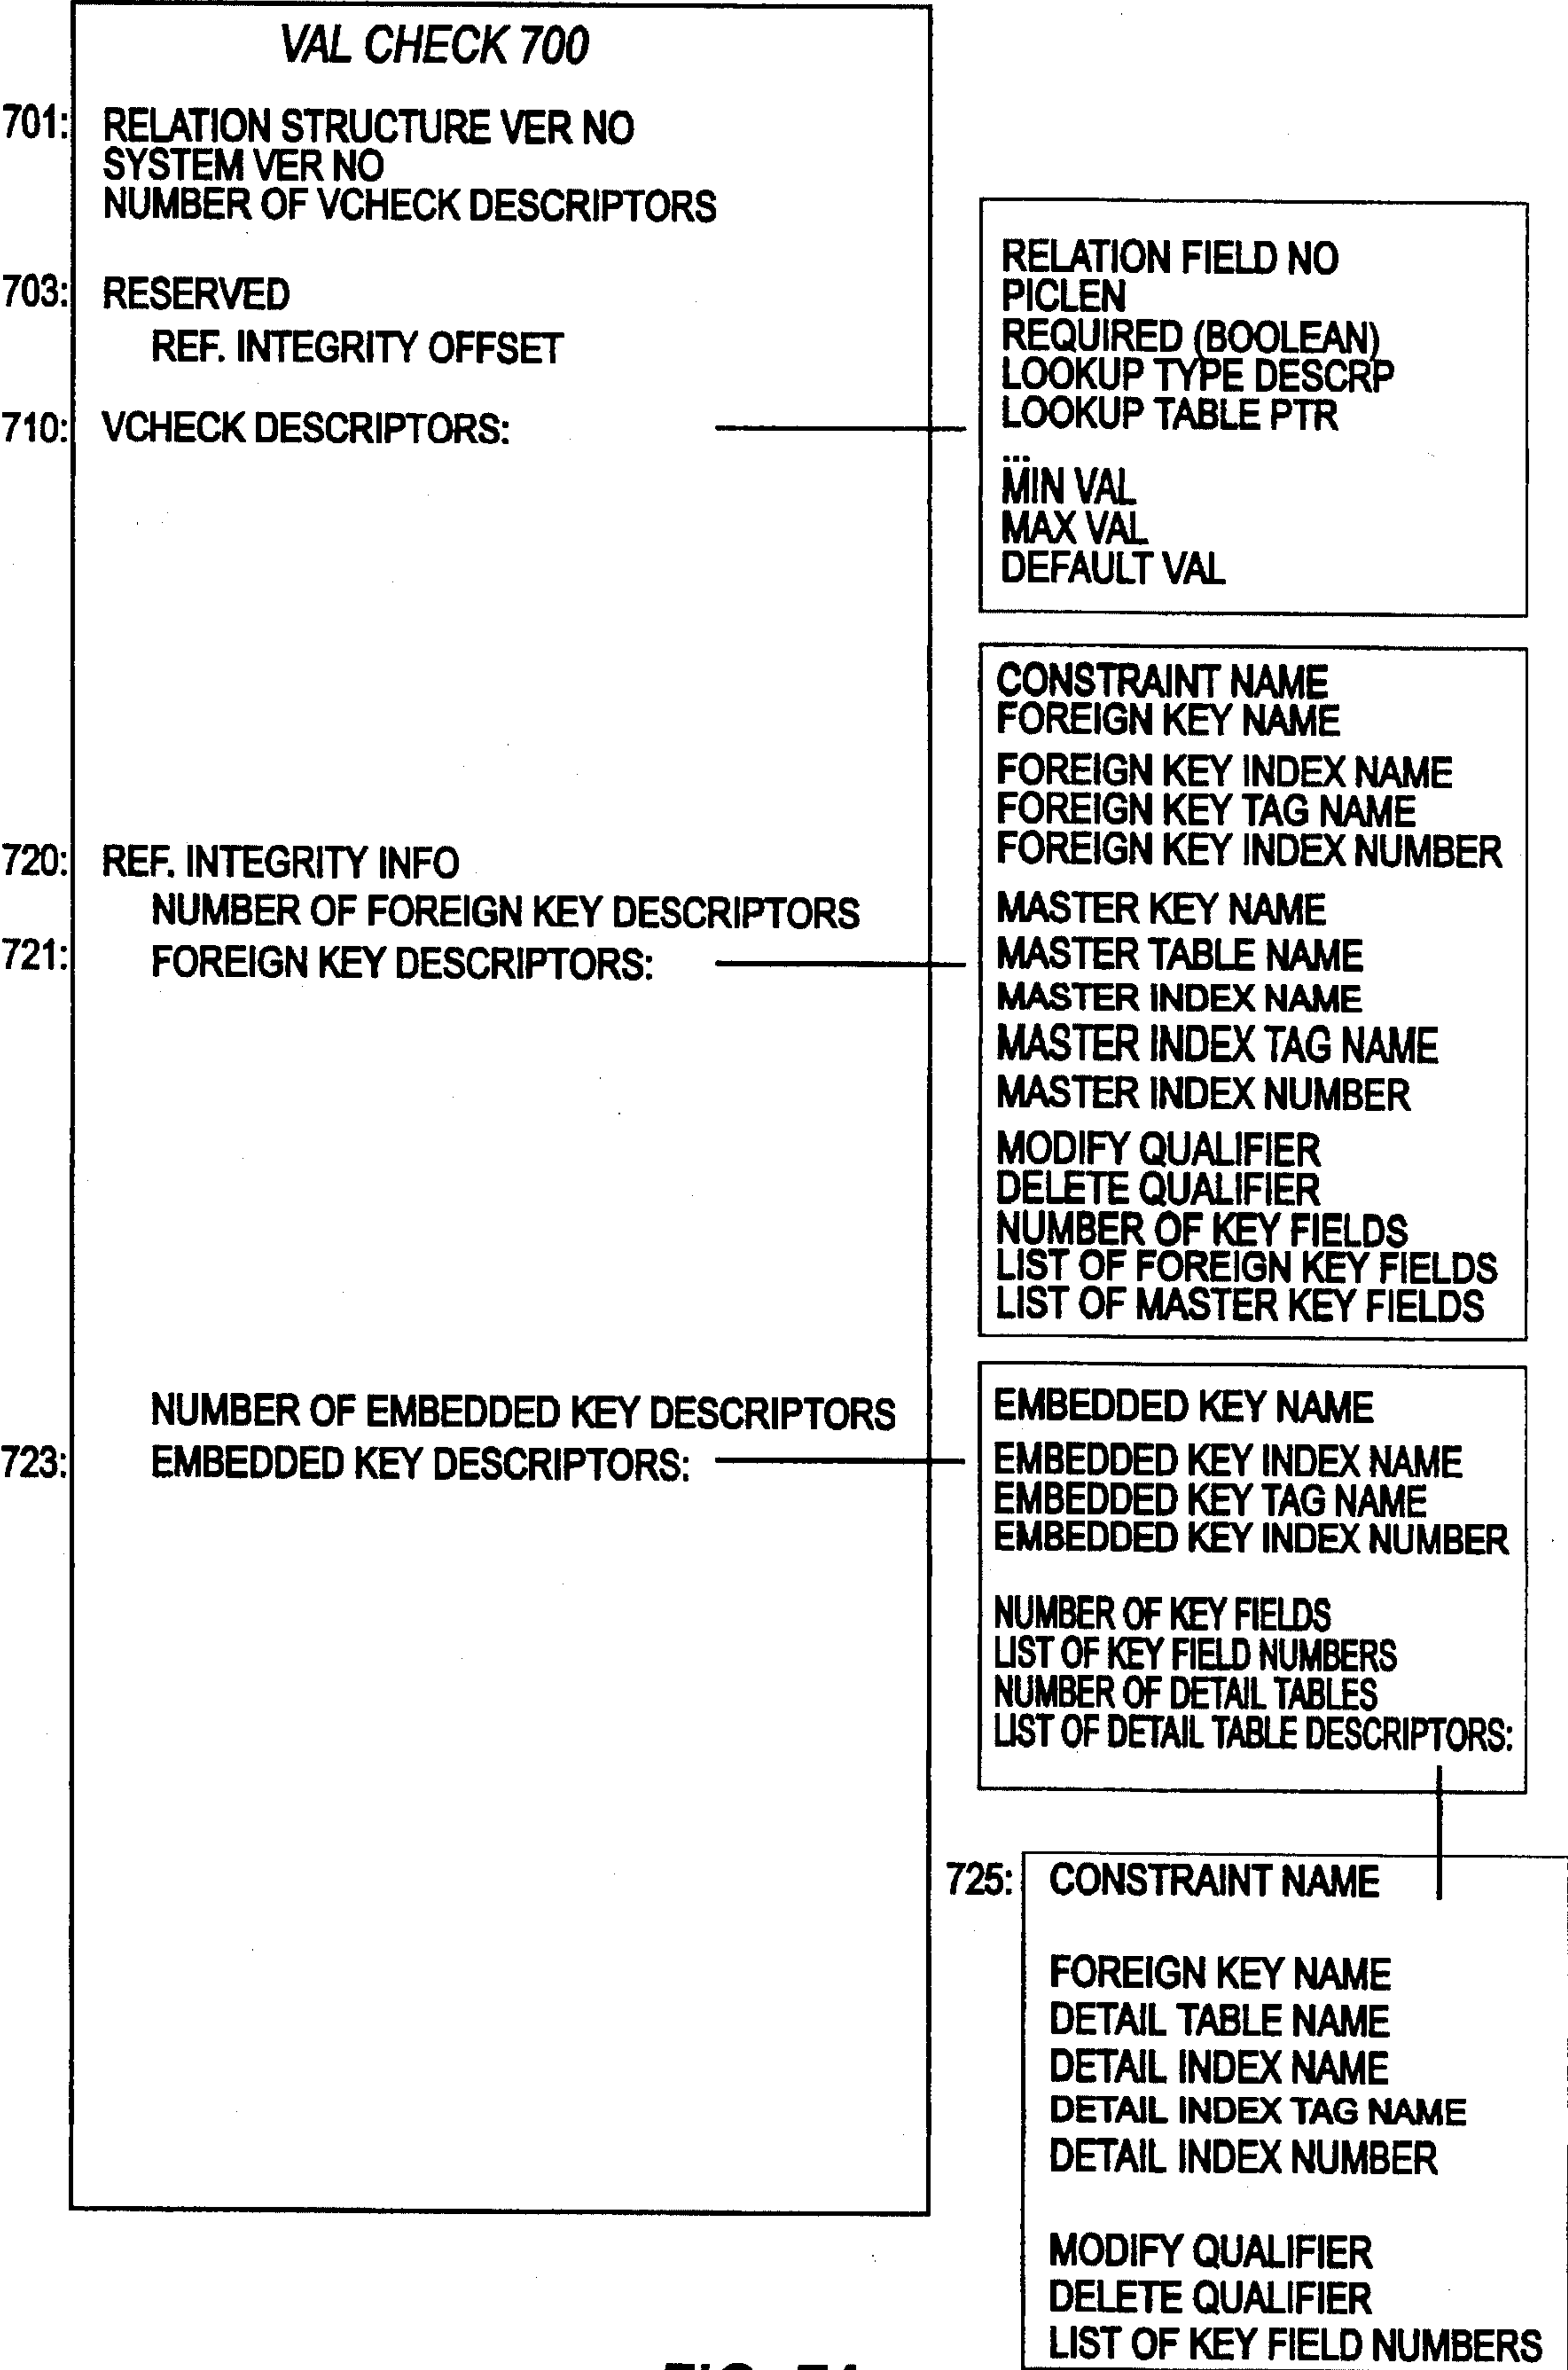 VAL CHECK 700
701: RELATION STRUCTURE VER NO
SYSTEM VER NO
NUMBER OF VCHECK DESCRIPTORS
703: RESERVED
REF. INTEGRITY OFFSET
710: VCHECK DESCRIPTORS:
RELATION FIELD NO
PICLEN
REQUIRED (BOOLEAN)
LOOKUP TYPE DESCRP
LOOKUP TABLE PTR
...
MIN VAL
MAX VAL
DEFAULT VAL
720: REF. INTEGRITY INFO
NUMBER OF FOREIGN KEY DESCRIPTORS
721: FOREIGN KEY DESCRIPTORS:
CONSTRAINT NAME
FOREIGN KEY NAME
FOREIGN KEY INDEX NAME
FOREIGN KEY TAG NAME
FOREIGN KEY INDEX NUMBER
MASTER KEY NAME
MASTER TABLE NAME
MASTER INDEX NAME
MASTER INDEX TAG NAME
MASTER INDEX NUMBER
MODIFY QUALIFIER
DELETE QUALIFIER
NUMBER OF KEY FIELDS
LIST OF FOREIGN KEY FIELDS
LIST OF MASTER KEY FIELDS
NUMBER OF EMBEDDED KEY DESCRIPTORS
723: EMBEDDED KEY DESCRIPTORS:
EMBEDDED KEY NAME
EMBEDDED KEY INDEX NAME
EMBEDDED KEY TAG NAME
EMBEDDED KEY INDEX NUMBER
NUMBER OF KEY FIELDS
LIST OF KEY FIELD NUMBERS
NUMBER OF DETAIL TABLES
LIST OF DETAIL TABLE DESCRIPTORS:
725: CONSTRAINT NAME
FOREIGN KEY NAME
DETAIL TABLE NAME
DETAIL INDEX NAME
DETAIL INDEX TAG NAME
DETAIL INDEX NUMBER
MODIFY QUALIFIER
DELETE QUALIFIER
LIST OF KEY FIELD NUMBERS